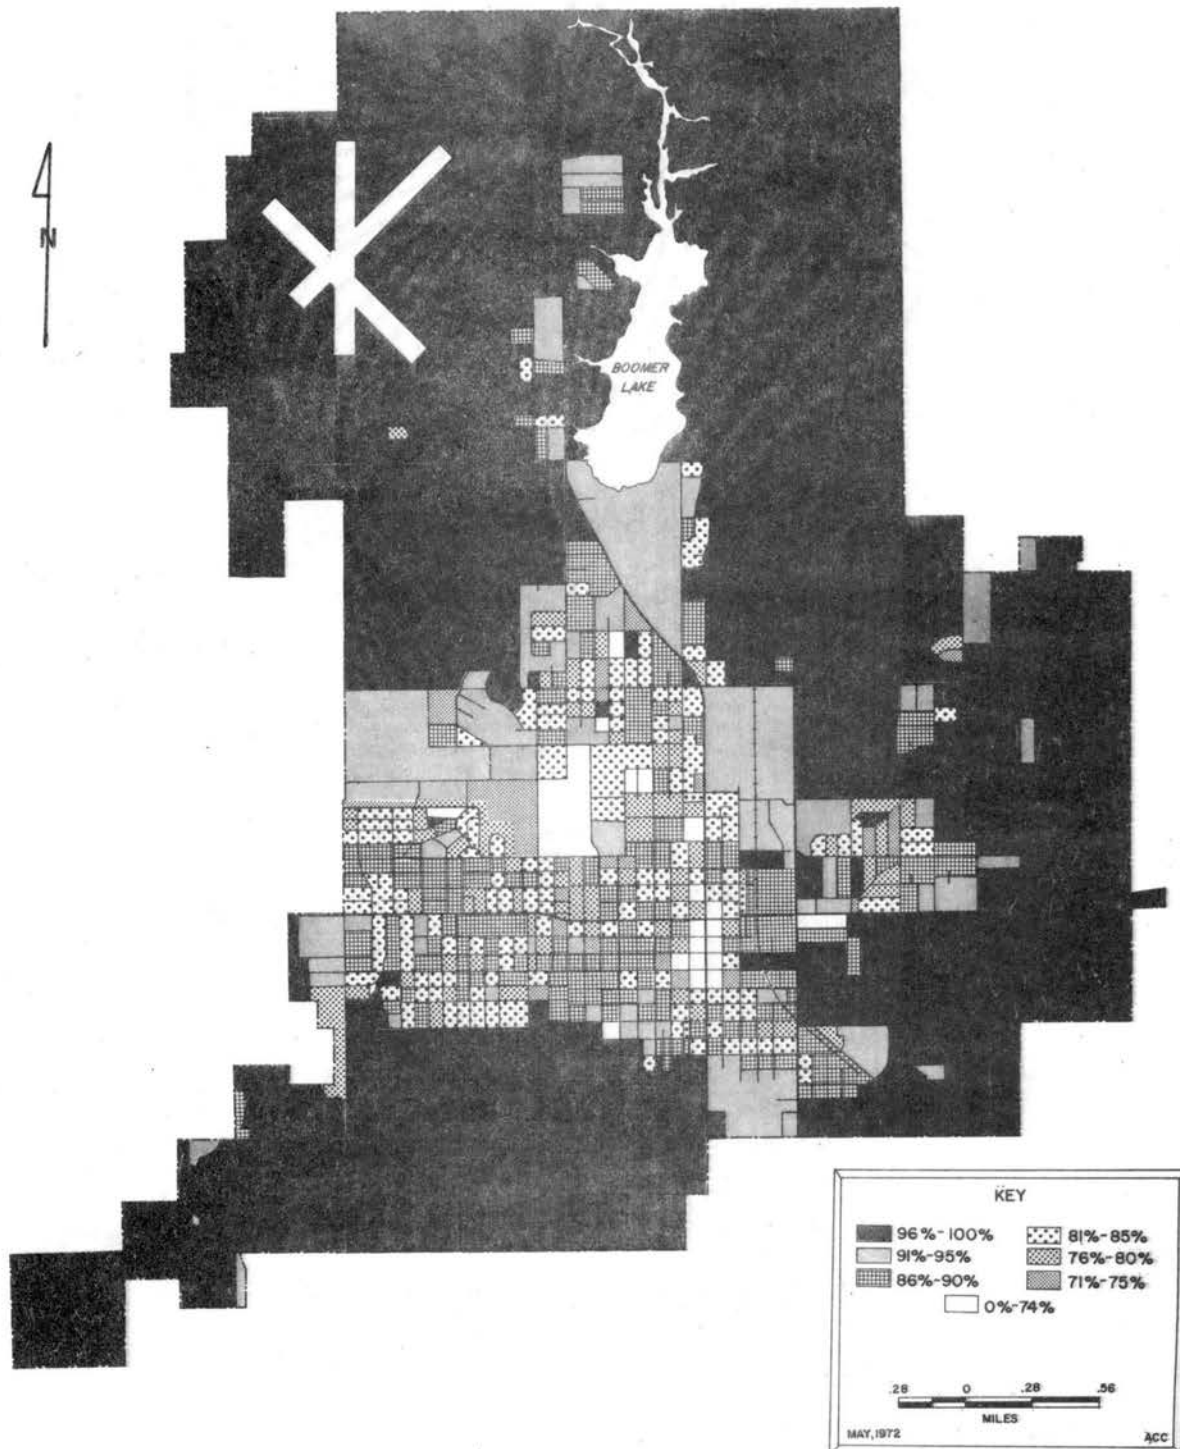 N
BOOMER
LAKE
KEY
96%-100%
91%-95%
86%-90%
81%-85%
76%-80%
71%-75%
0%-74%
.28 0 .28 .56
MILES
MAY, 1972
ACC